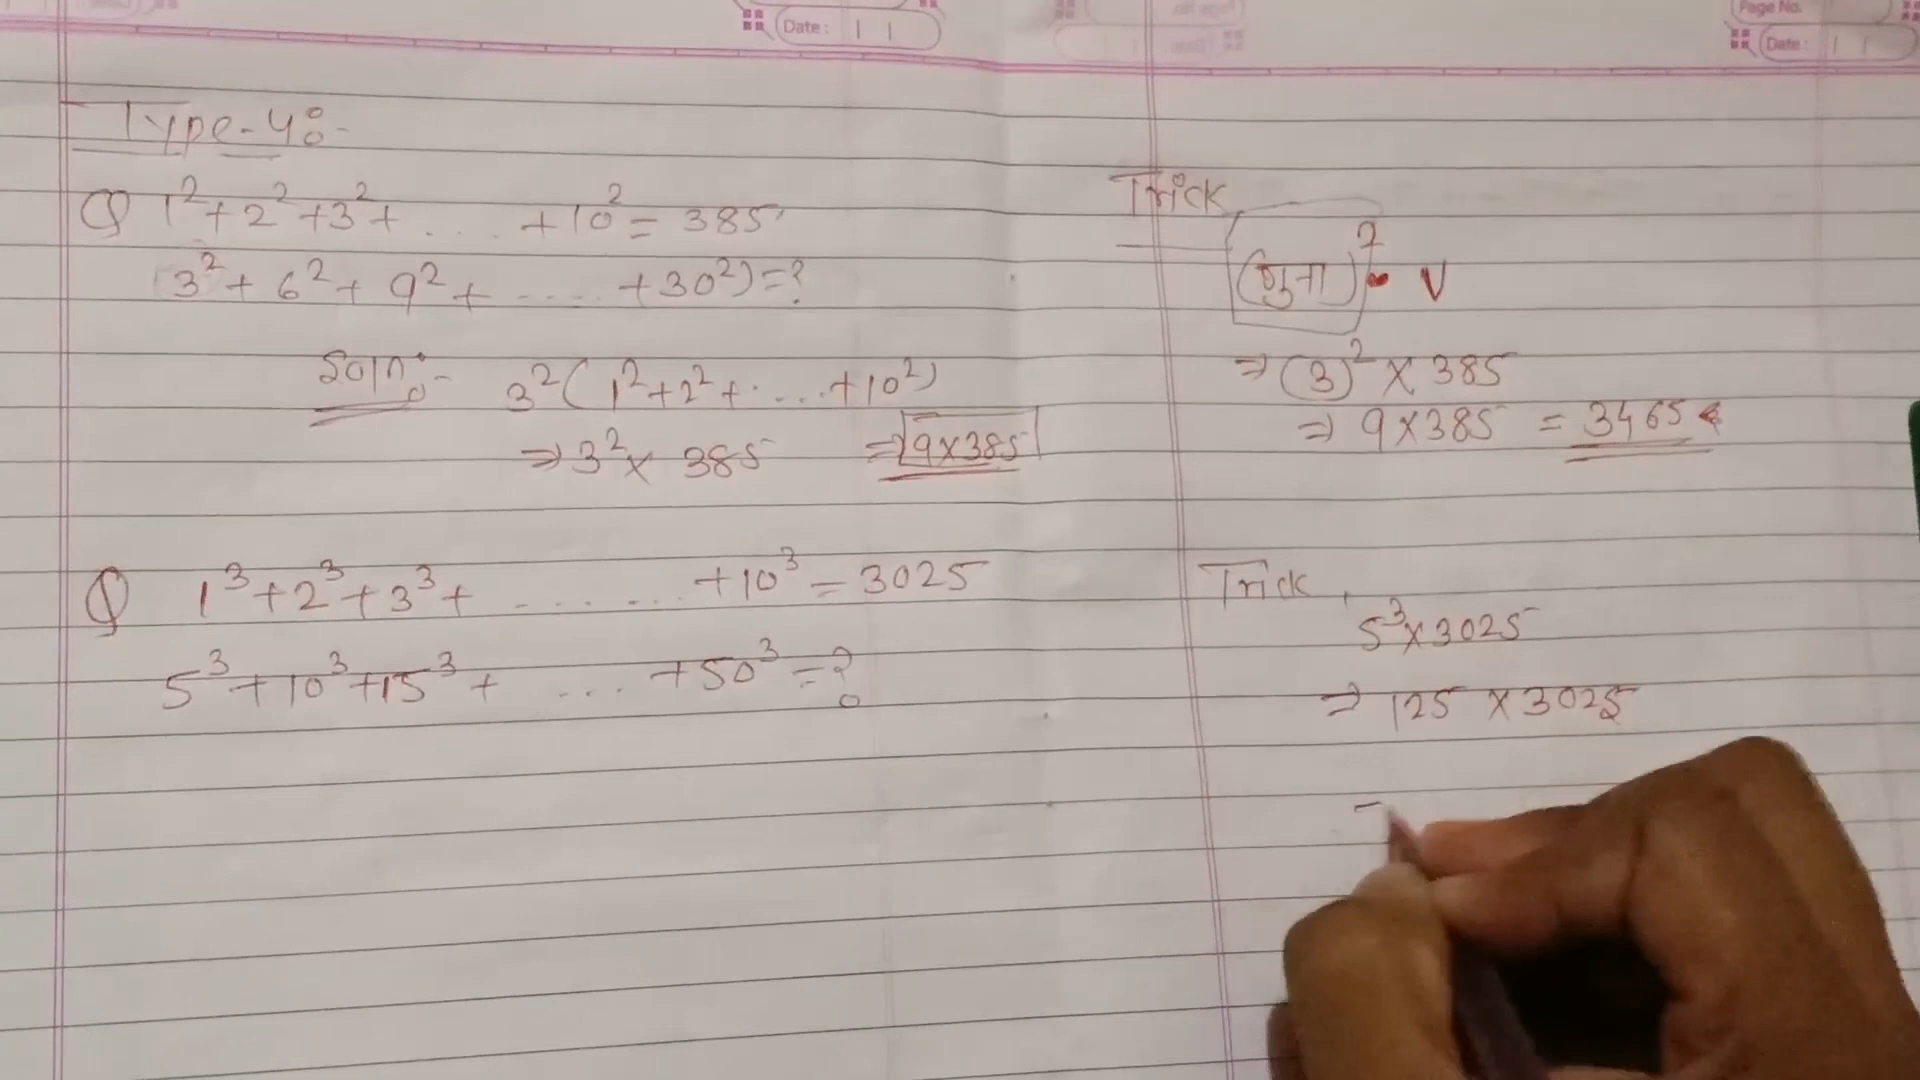 Date :
Page No.
Date :
Type-4:-
Q 1² + 2² + 3² + .... + 10² = 385
(3² + 6² + 9² + ..... + 30²) = ?
Soln:- 3² ( 1² + 2² + .... + 10²)
⇒ 3² × 385 ⇒ 9×385
Trick
(गुना)² • V
⇒ (3)² × 385
⇒ 9 × 385 = 3465
Q 1³ + 2³ + 3³ + ...... + 10³ = 3025
5³ + 10³ + 15³ + .... + 50³ = ?
Trick
5³ × 3025
⇒ 125 × 3025